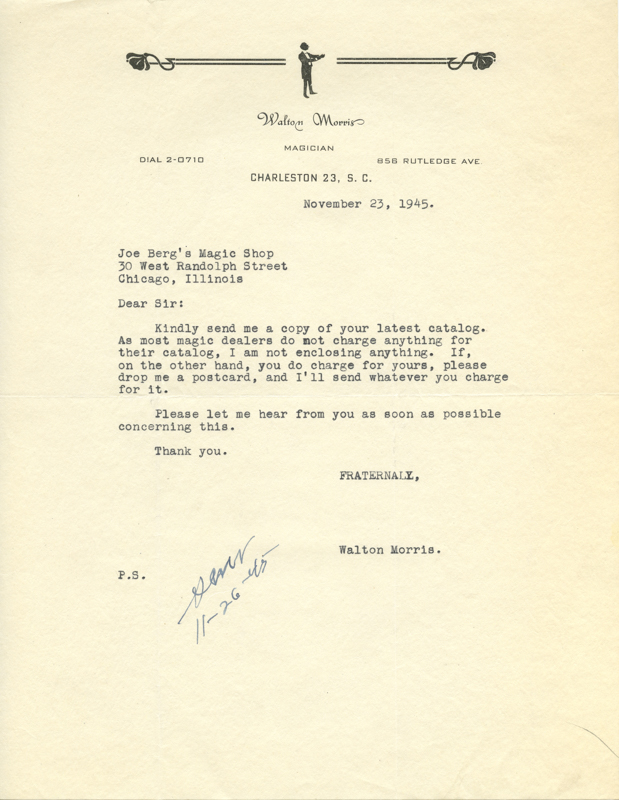 Walton Morris
MAGICIAN
DIAL 2-0710 856 RUTLEDGE AVE
CHARLESTON 23, S. C.
November 23, 1945.
Joe Berg's Magic Shop
30 West Randolph Street
Chicago, Illinois
Dear Sir:
Kindly send me a copy of your latest catalog.
As most magic dealers do not charge anything for
their catalog, I am not enclosing anything. If,
on the other hand, you do charge for yours, please
drop me a postcard, and I'll send whatever you charge
for it.
Please let me hear from you as soon as possible
concerning this.
Thank you.
FRATERNALY,
Walton Morris.
P.S.
Sent
11-26-45